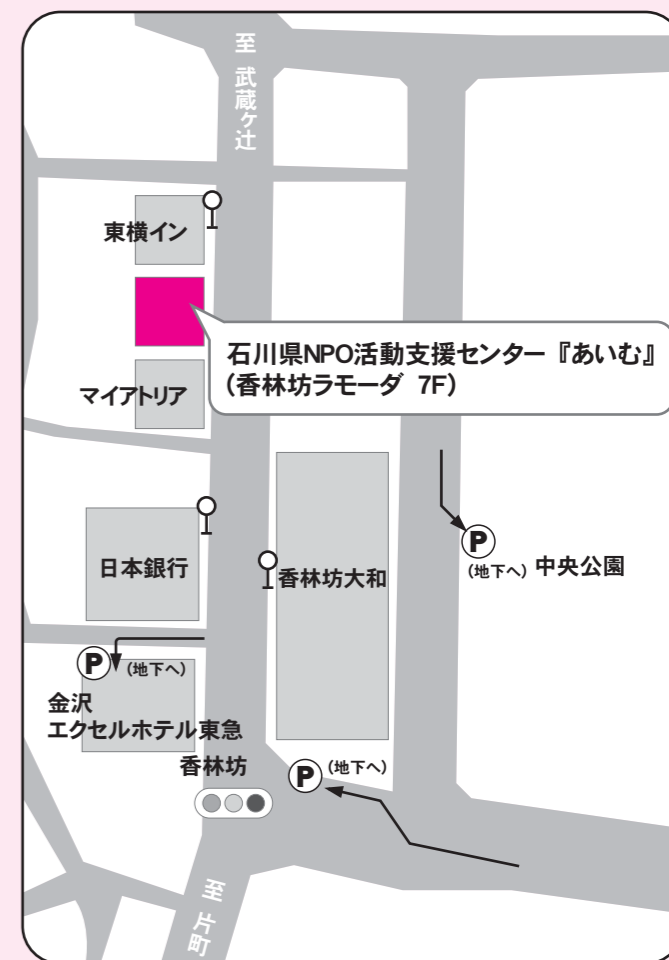 至 武蔵ヶ辻
東横イン
石川県NPO活動支援センター『あいむ』
(香林坊ラモーダ 7F)
マイアトリア
日本銀行
香林坊大和
P
(地下へ) 中央公園
P (地下へ)
金沢
エクセルホテル東急
香林坊
P (地下へ)
至 片町